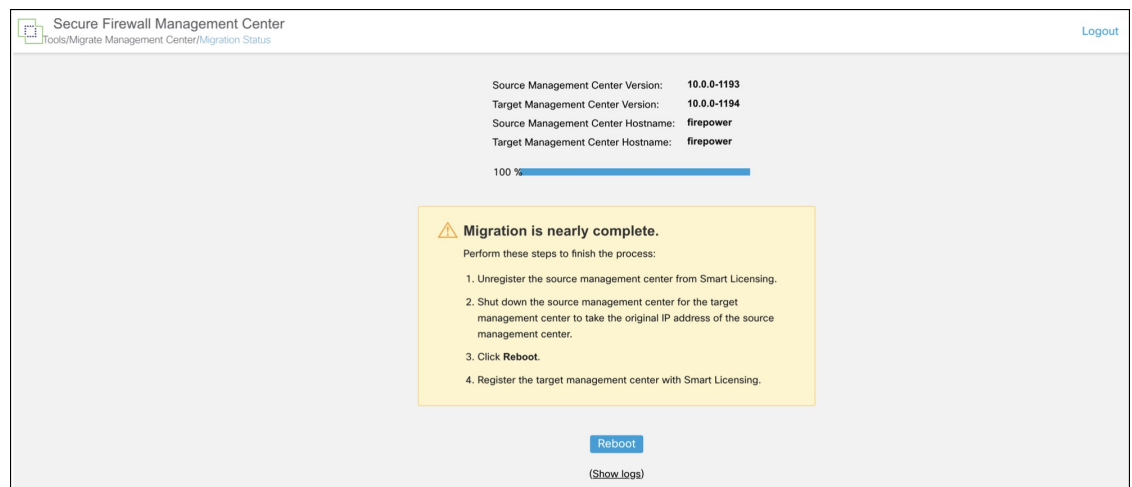 Secure Firewall Management Center
Tools/Migrate Management Center/Migration Status
Logout
Source Management Center Version: 10.0.0-1193
Target Management Center Version: 10.0.0-1194
Source Management Center Hostname: firepower
Target Management Center Hostname: firepower
100 %
Migration is nearly complete.
Perform these steps to finish the process:
1. Unregister the source management center from Smart Licensing.
2. Shut down the source management center for the target
management center to take the original IP address of the source
management center.
3. Click Reboot.
4. Register the target management center with Smart Licensing.
Reboot
(Show logs)